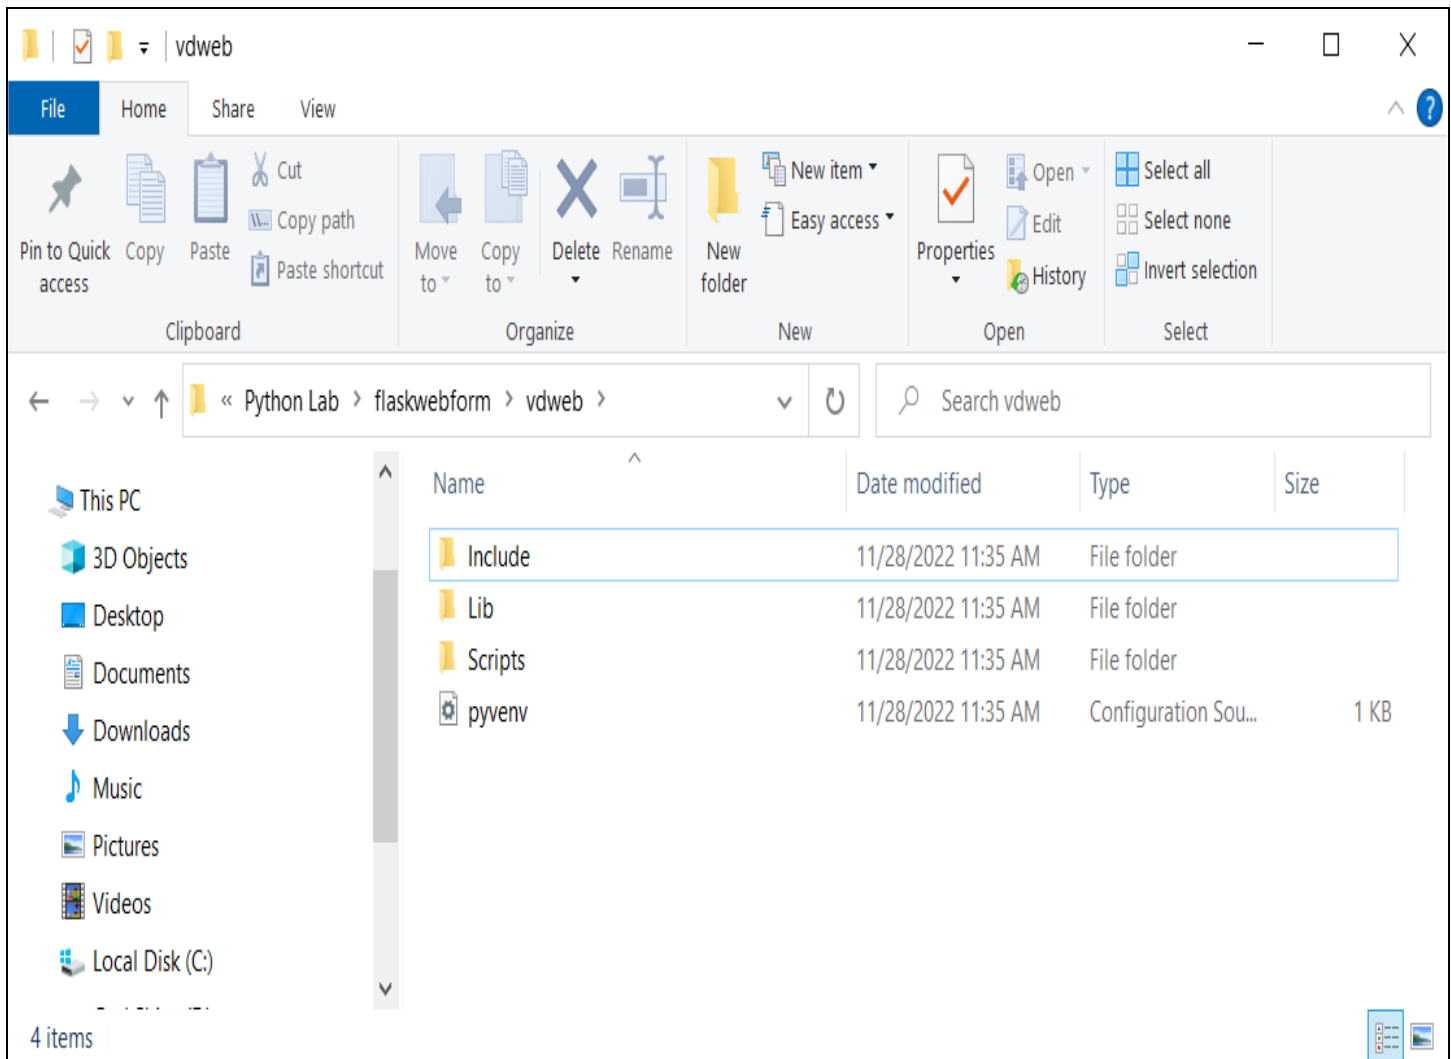 vdweb
File Home Share View
Pin to Quick access
Copy
Paste
Cut
Copy path
Paste shortcut
Clipboard
Move to
Copy to
Delete
Rename
Organize
New folder
New item
Easy access
New
Properties
Open
Edit
History
Open
Select all
Select none
Invert selection
Select
« Python Lab > flaskwebform > vdweb >
Search vdweb
This PC
3D Objects
Desktop
Documents
Downloads
Music
Pictures
Videos
Local Disk (C:)
Name Date modified Type Size
Include 11/28/2022 11:35 AM File folder
Lib 11/28/2022 11:35 AM File folder
Scripts 11/28/2022 11:35 AM File folder
pyvenv 11/28/2022 11:35 AM Configuration Sou... 1 KB
4 items